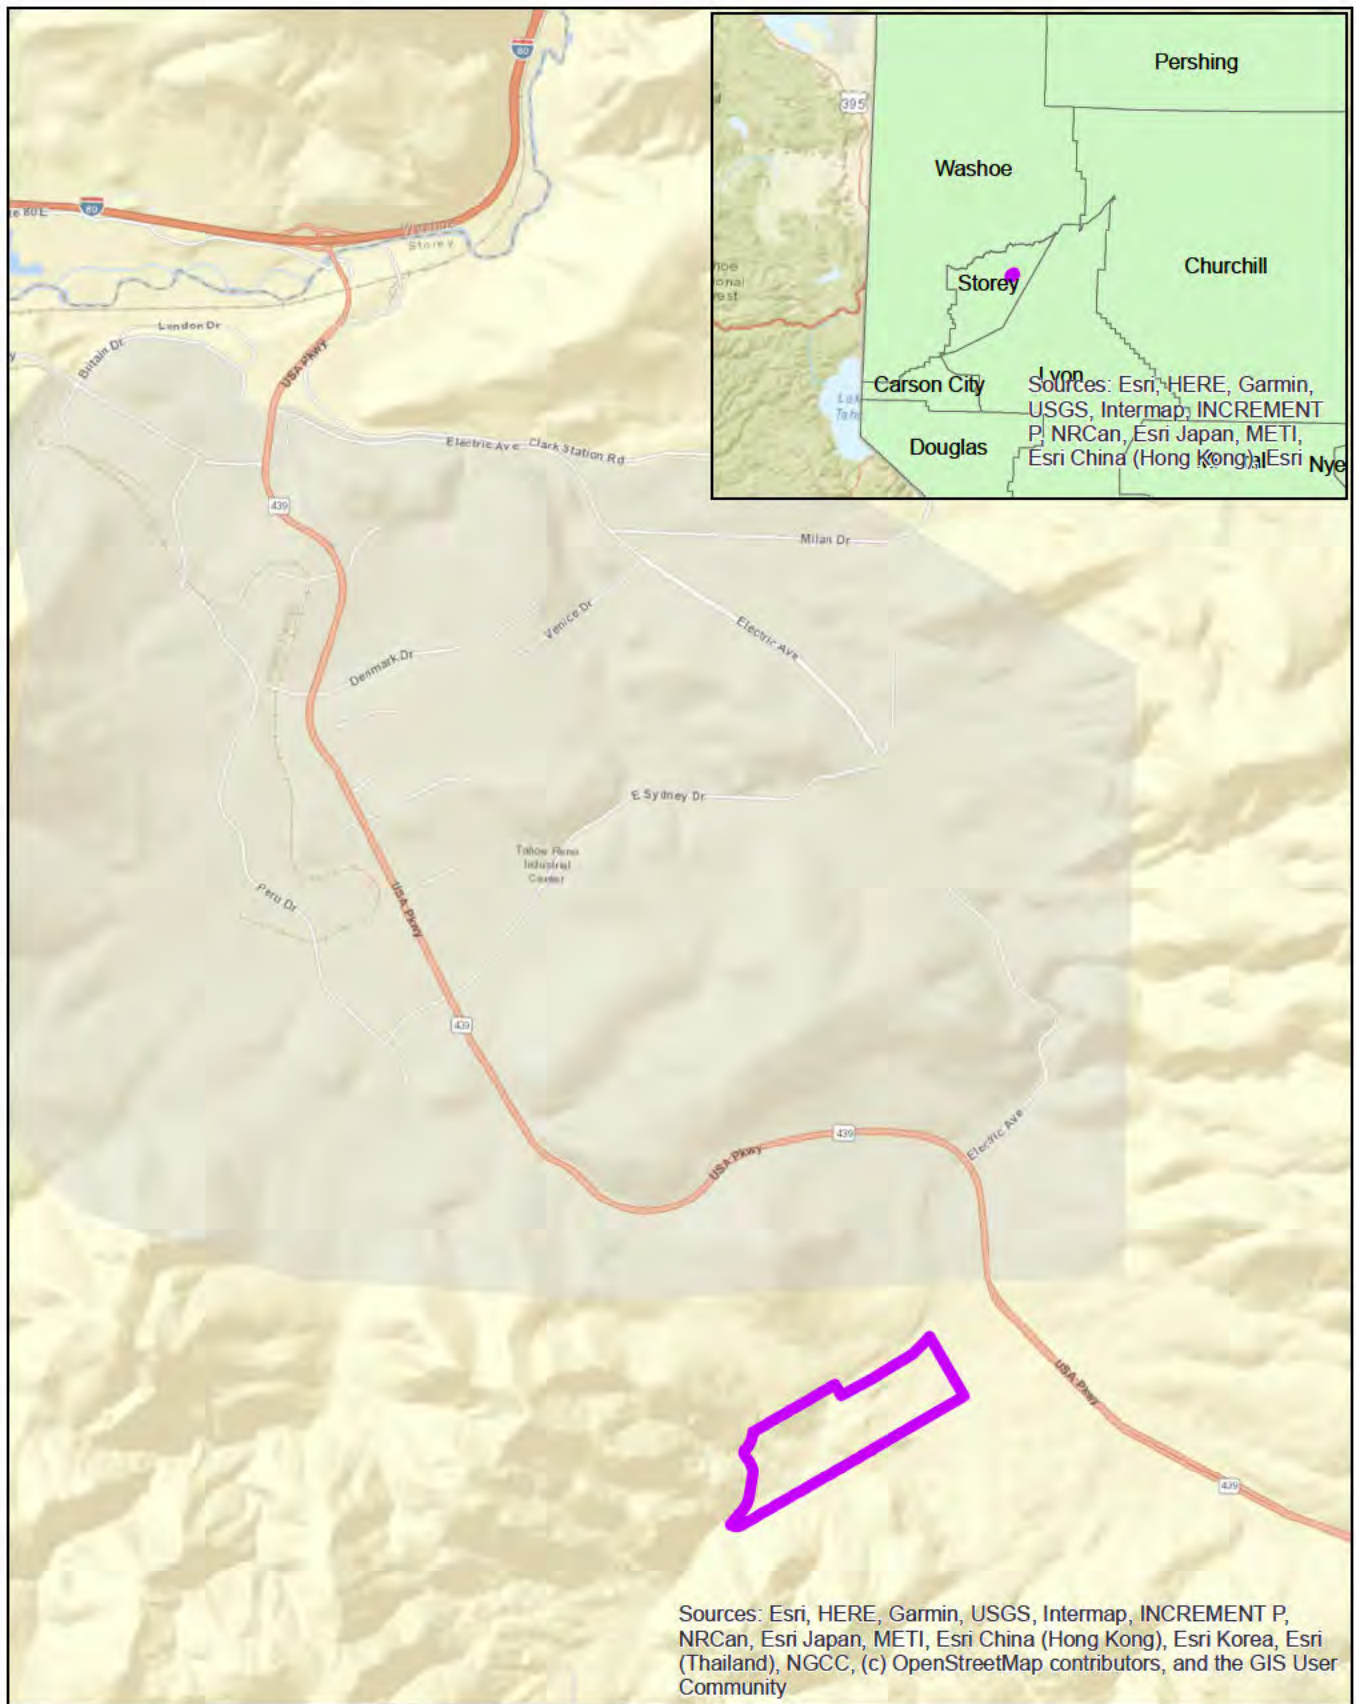 80
Pershing
395
Washoe
80
te 80 E
Storey
Churchill
Storey
London Dr
Britain Dr
USA Pkwy
Carson City
Lyon
Sources: Esri, HERE, Garmin,
USGS, Intermap, INCREMENT
P, NRCan, Esri Japan, METI,
Esri China (Hong Kong), Esri
Douglas
Nye
Electric Ave
Clark Station Rd
439
Milan Dr
Venice Dr
Electric Ave
Denmark Dr
E Sydney Dr
Tahoe Reno
Industrial
Center
Peru Dr
USA Pkwy
439
439
Electric Ave
USA Pkwy
USA Pkwy
439
Sources: Esri, HERE, Garmin, USGS, Intermap, INCREMENT P,
NRCan, Esri Japan, METI, Esri China (Hong Kong), Esri Korea, Esri
(Thailand), NGCC, (c) OpenStreetMap contributors, and the GIS User
Community